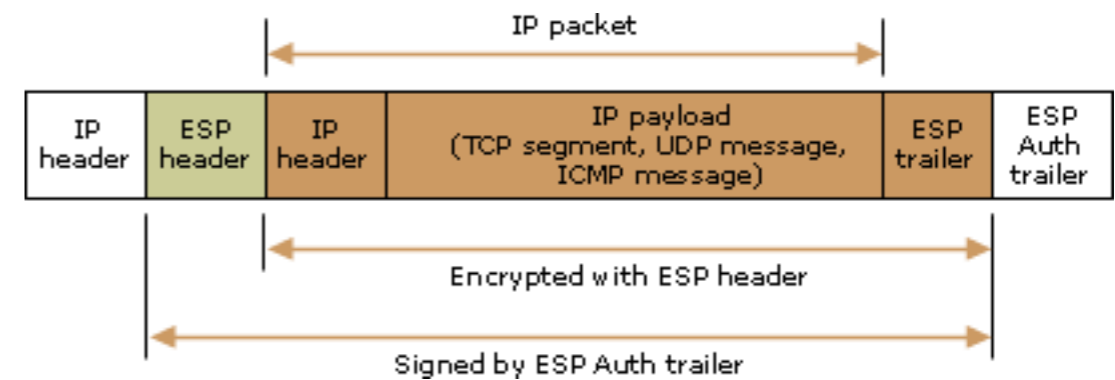 IP packet
IP
header
ESP
header
IP
header
IP payload
(TCP segment, UDP message,
ICMP message)
ESP
trailer
ESP
Auth
trailer
Encrypted with ESP header
Signed by ESP Auth trailer